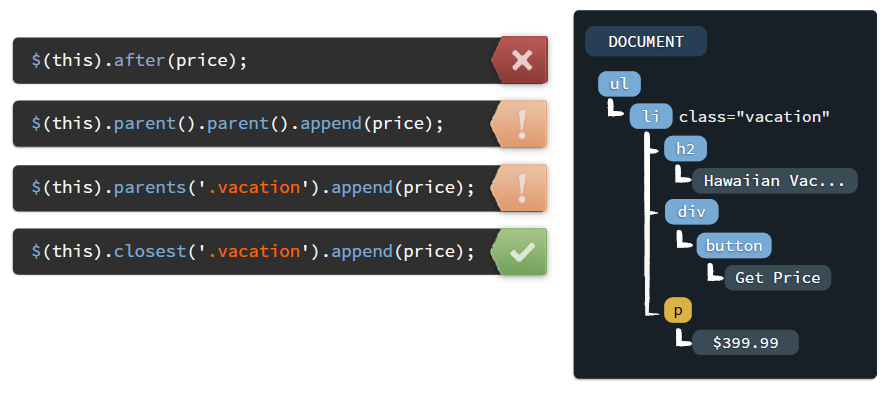 $(this).after(price);
$(this).parent().parent().append(price);
$(this).parents('.vacation').append(price);
$(this).closest('.vacation').append(price);
DOCUMENT
ul
li class="vacation"
h2
Hawaiian Vac...
div
button
Get Price
p
$399.99